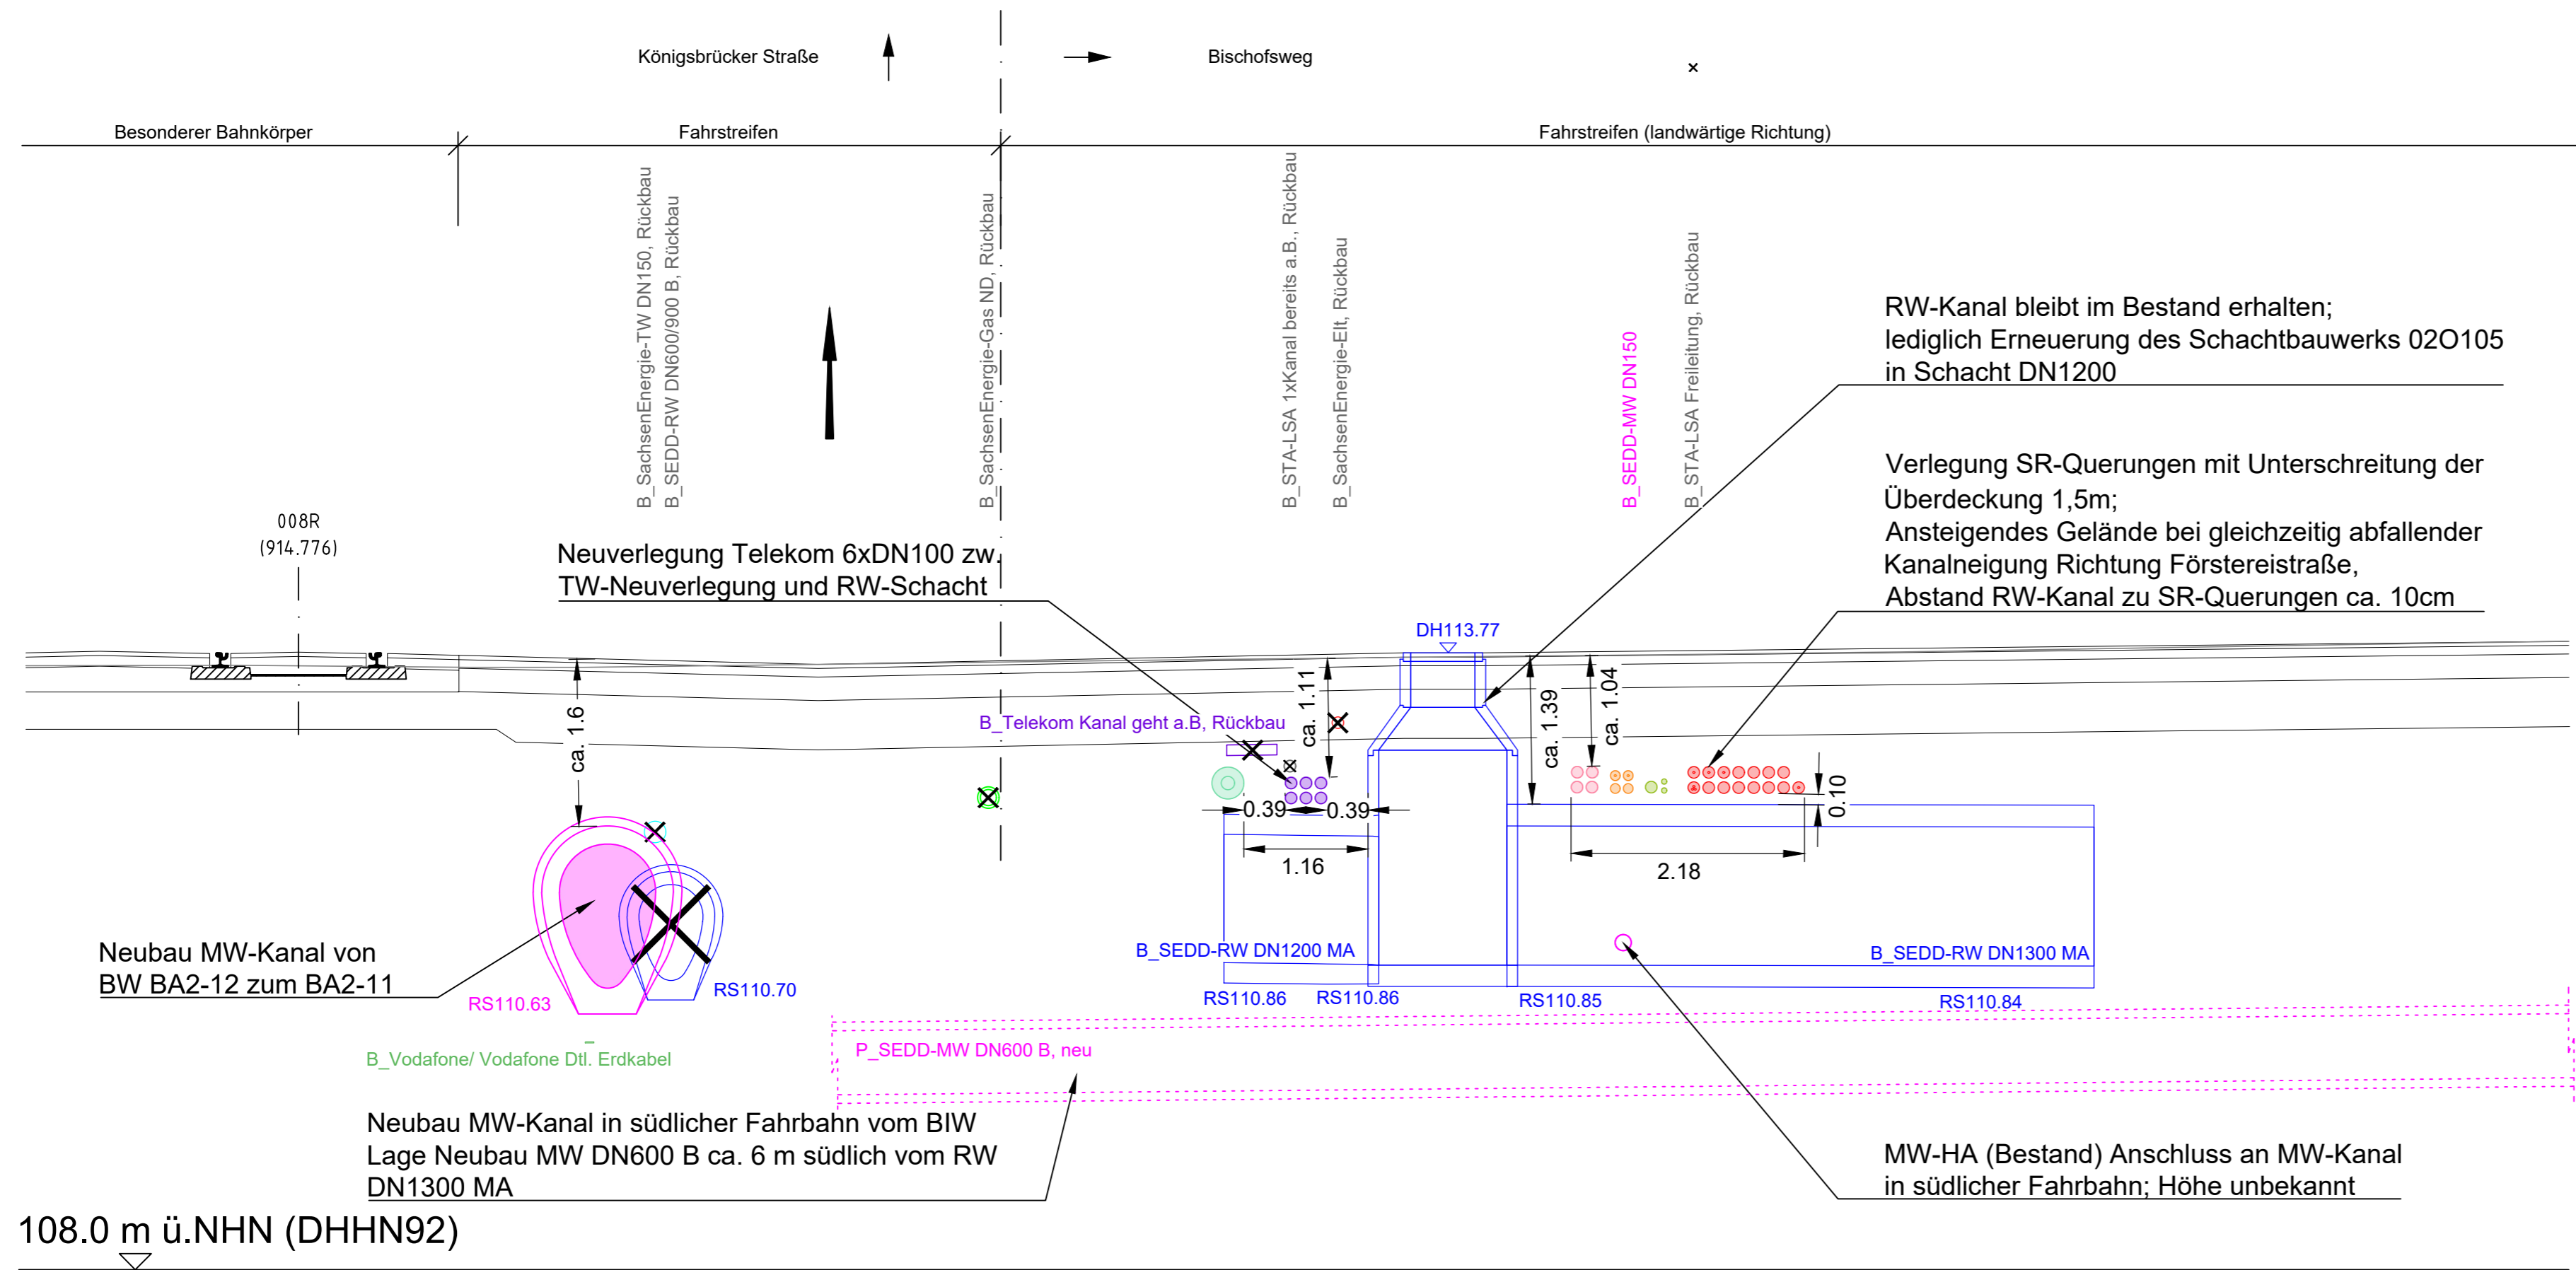 Königsbrücker Straße
Bischofsweg
Besonderer Bahnkörper
Fahrstreifen
Fahrstreifen (landwärtige Richtung)
B_SachsenEnergie-TW DN150, Rückbau
B_SEDD-RW DN600/900 B, Rückbau
B_SachsenEnergie-Gas ND, Rückbau
B_STA-LSA 1xKanal bereits a.B., Rückbau
B_SachsenEnergie-Elt, Rückbau
B_SEDD-MW DN150
B_STA-LSA Freileitung, Rückbau
RW-Kanal bleibt im Bestand erhalten;
lediglich Erneuerung des Schachtbauwerks 02O105
in Schacht DN1200
Verlegung SR-Querungen mit Unterschreitung der
Überdeckung 1,5m;
Ansteigendes Gelände bei gleichzeitig abfallender
Kanalneigung Richtung Förstereistraße,
Abstand RW-Kanal zu SR-Querungen ca. 10cm
008R
(914.776)
Neuverlegung Telekom 6xDN100 zw.
TW-Neuverlegung und RW-Schacht
DH113.77
ca. 1.6
B_Telekom Kanal geht a.B, Rückbau
ca. 1.11
ca. 1.39
ca. 1.04
0.10
0.39
0.39
1.16
2.18
Neubau MW-Kanal von
BW BA2-12 zum BA2-11
RS110.63
RS110.70
B_SEDD-RW DN1200 MA
B_SEDD-RW DN1300 MA
RS110.86
RS110.86
RS110.85
RS110.84
B_Vodafone/ Vodafone Dtl. Erdkabel
P_SEDD-MW DN600 B, neu
Neubau MW-Kanal in südlicher Fahrbahn vom BIW
Lage Neubau MW DN600 B ca. 6 m südlich vom RW
DN1300 MA
MW-HA (Bestand) Anschluss an MW-Kanal
in südlicher Fahrbahn; Höhe unbekannt
108.0 m ü.NHN (DHHN92)